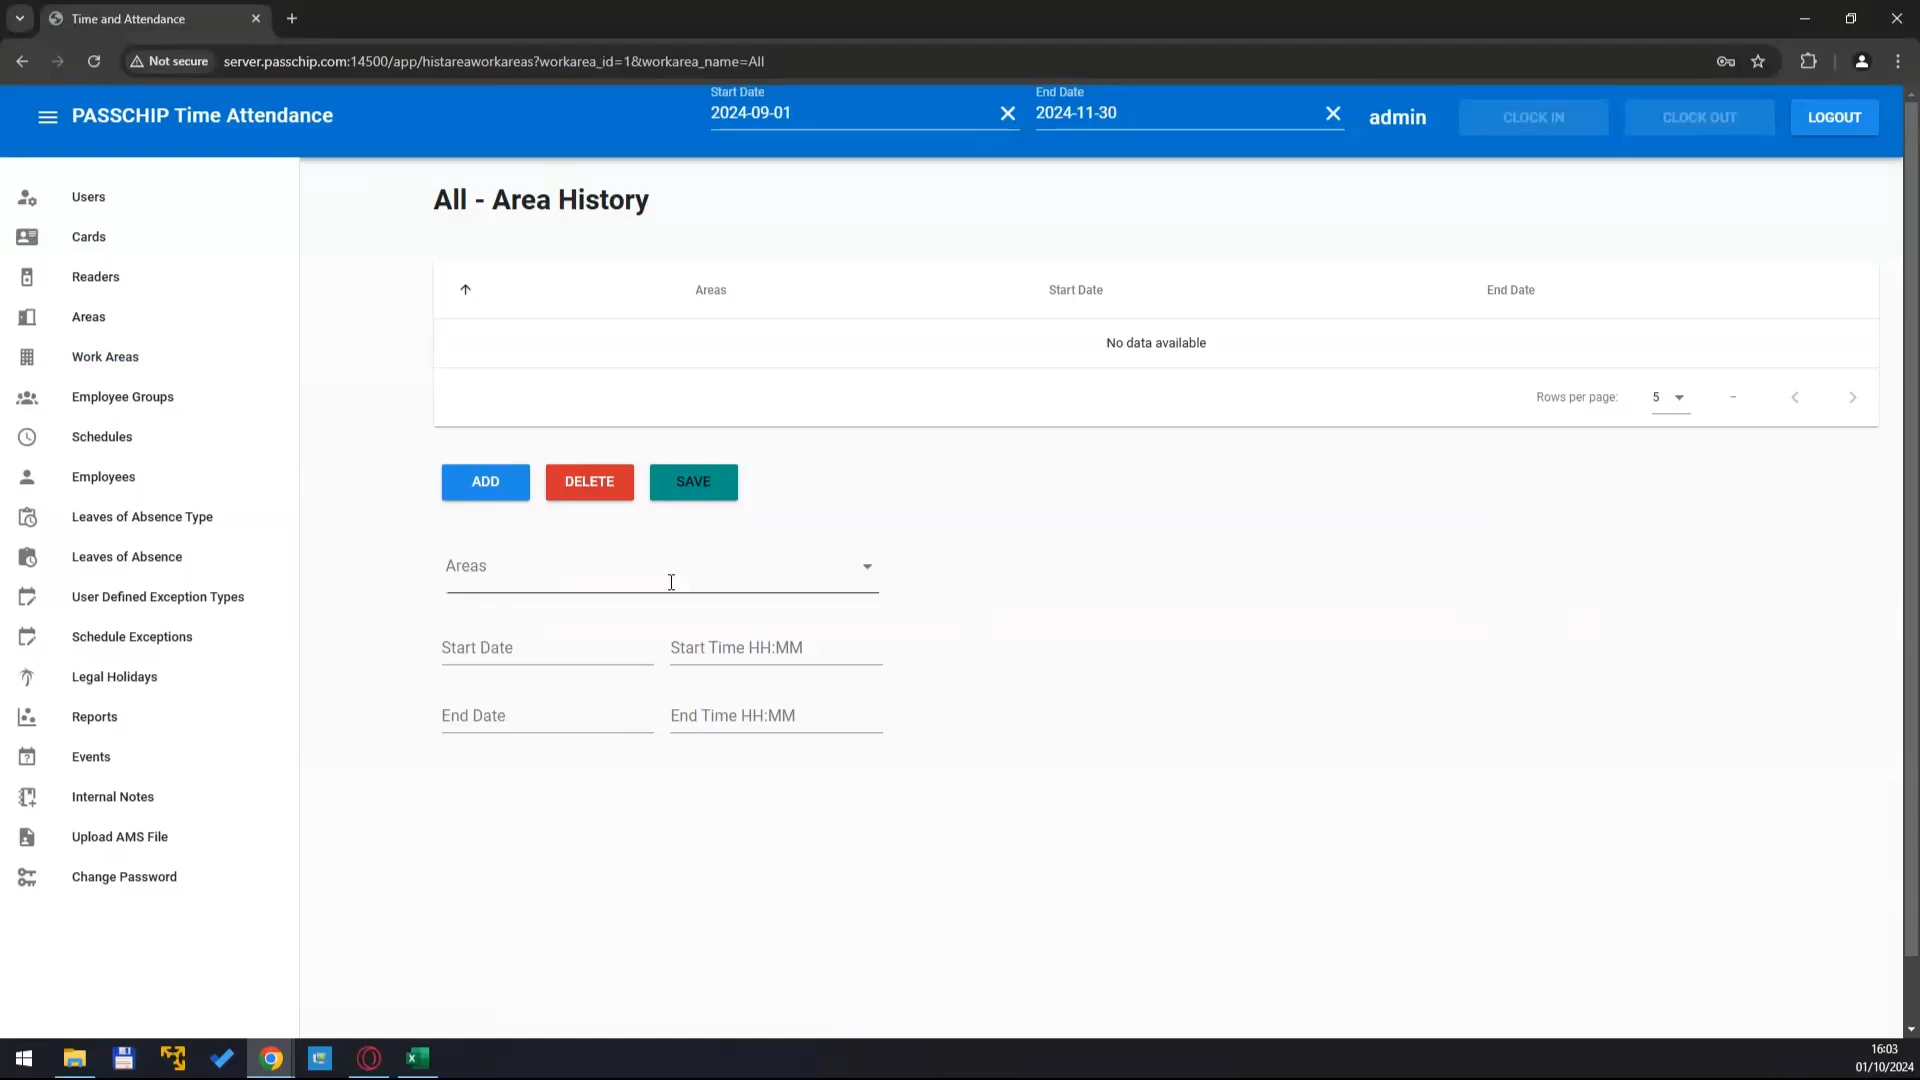 Time and Attendance
Not secure
server.passchip.com:14500/app/histareaworkareas?workarea_id=1&workarea_name=All
PASSCHIP Time Attendance
Start Date
2024-09-01
End Date
2024-11-30
admin
CLOCK IN
CLOCK OUT
LOGOUT
Users
Cards
Readers
Areas
Work Areas
Employee Groups
Schedules
Employees
Leaves of Absence Type
Leaves of Absence
User Defined Exception Types
Schedule Exceptions
Legal Holidays
Reports
Events
Internal Notes
Upload AMS File
Change Password
All - Area History
Areas Start Date End Date
No data available
Rows per page: 5 –
ADD DELETE SAVE
Areas
Start Date Start Time HH:MM
End Date End Time HH:MM
16:03
01/10/2024